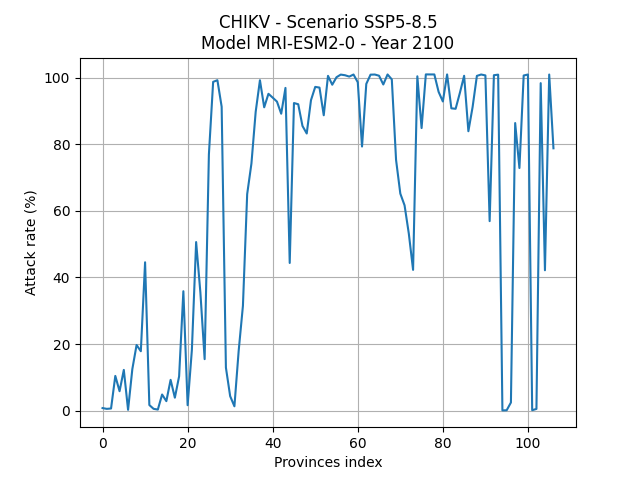 CHIKV - Scenario SSP5-8.5
Model MRI-ESM2-0 - Year 2100
Attack rate (%)
100
80
60
40
20
0
0 20 40 60 80 100
Provinces index